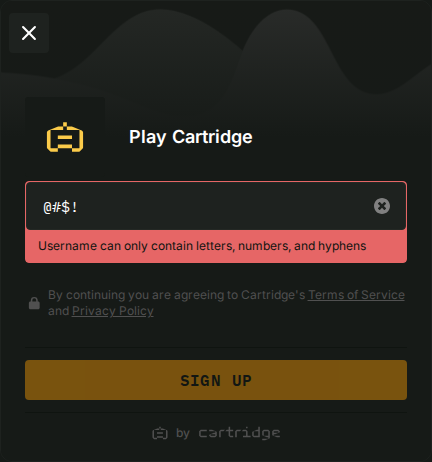 Play Cartridge
@#$!
Username can only contain letters, numbers, and hyphens
By continuing you are agreeing to Cartridge's Terms of Service
and Privacy Policy
SIGN UP
by cartridge